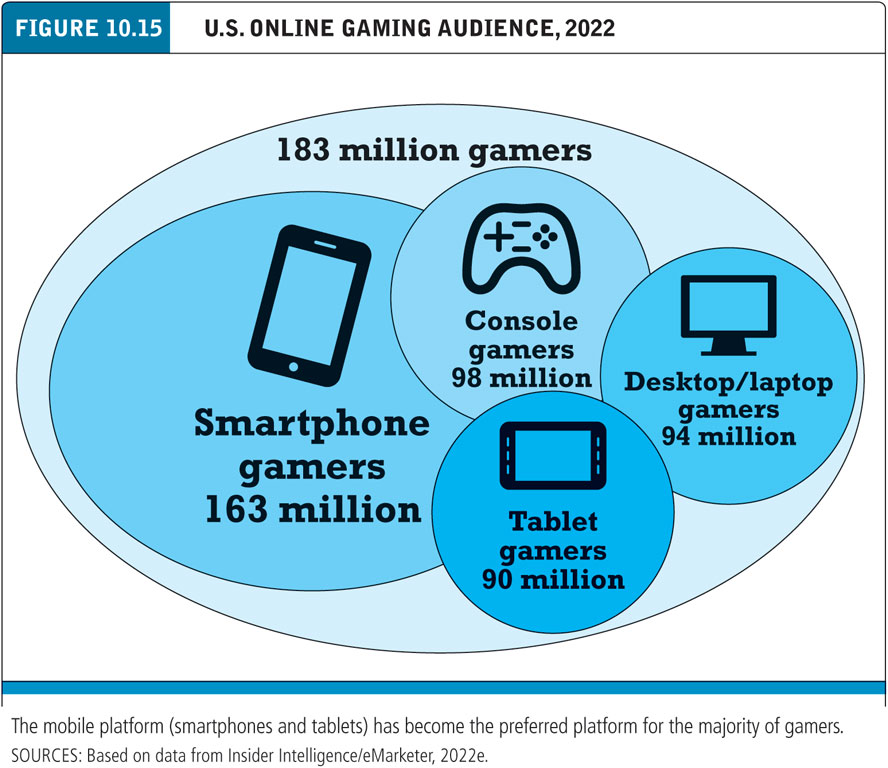 FIGURE 10.15
U.S. ONLINE GAMING AUDIENCE, 2022
183 million gamers
Console
gamers
98 million
Desktop/laptop
gamers
94 million
Smartphone
gamers
163 million
Tablet
gamers
90 million
The mobile platform (smartphones and tablets) has become the preferred platform for the majority of gamers.
SOURCES: Based on data from Insider Intelligence/eMarketer, 2022e.